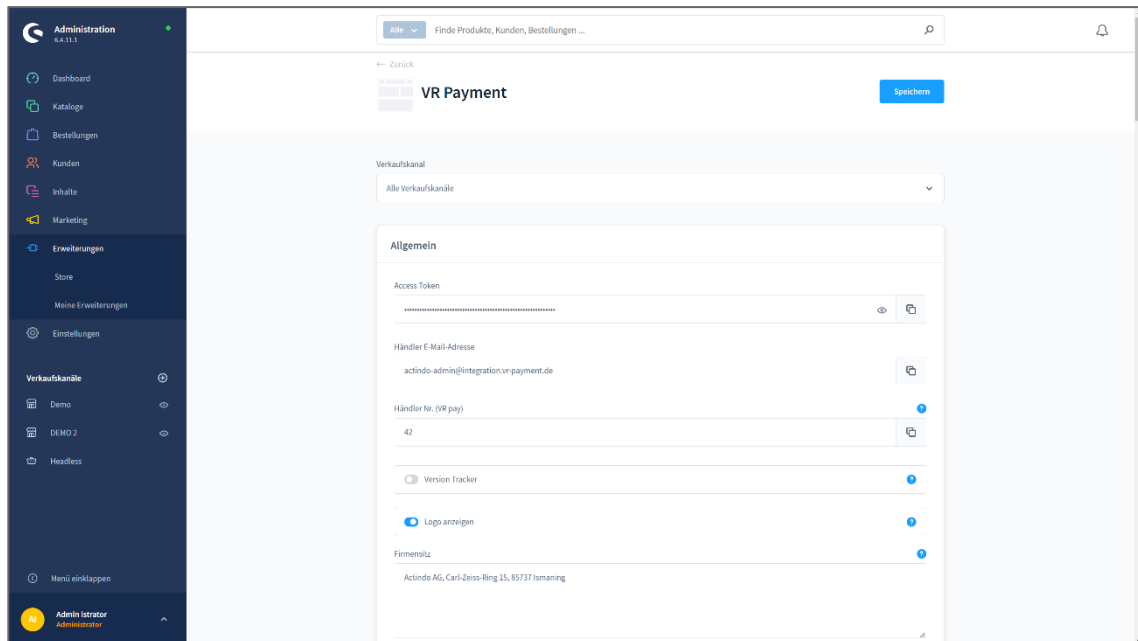 Administration
6.4.11.1
Dashboard
Kataloge
Bestellungen
Kunden
Inhalte
Marketing
Erweiterungen
Store
Meine Erweiterungen
Einstellungen
Verkaufskanäle
Demo
DEMO 2
Headless
Menü einklappen
AI
Admin istrator
Administrator
Alle
Finde Produkte, Kunden, Bestellungen ...
← Zurück
VR Payment
Speichern
Verkaufskanal
Alle Verkaufskanäle
Allgemein
Access Token
Händler E-Mail-Adresse
actindo-admin@integration.vr-payment.de
Händler Nr. (VR pay)
42
Version Tracker
Logo anzeigen
Firmensitz
Actindo AG, Carl-Zeiss-Ring 15, 85737 Ismaning